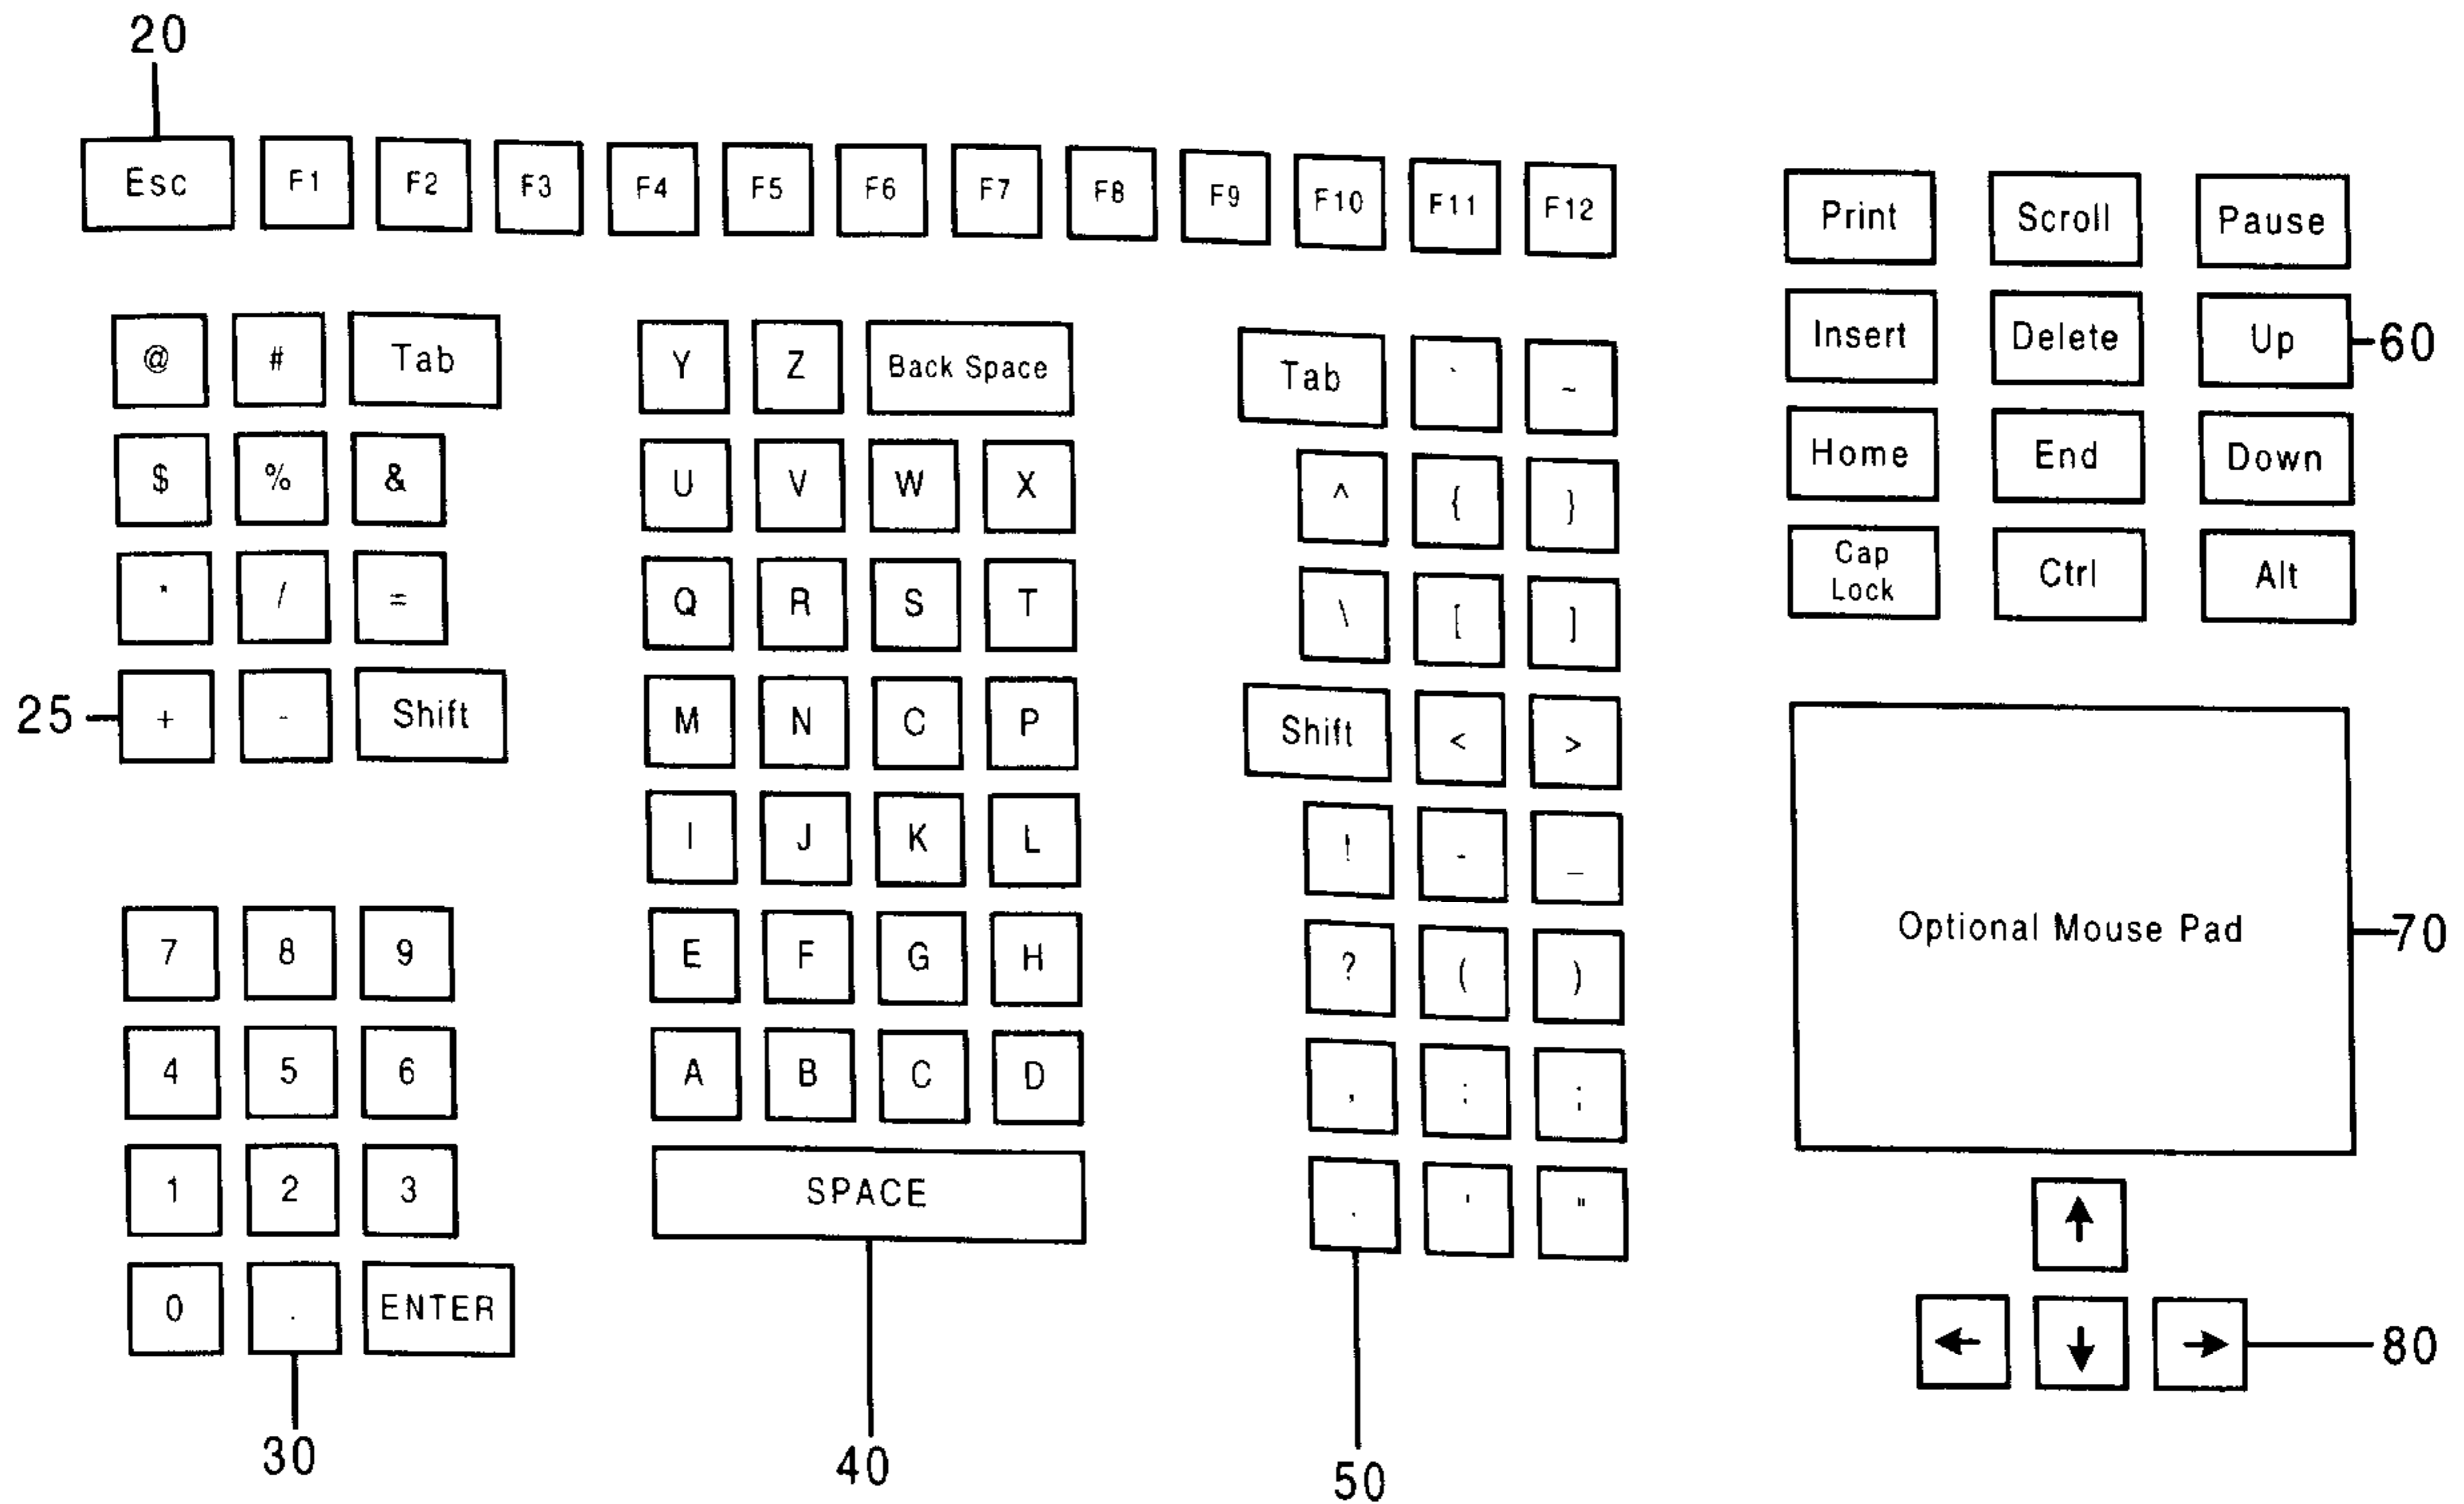 20
Esc F1 F2 F3 F4 F5 F6 F7 F8 F9 F10 F11 F12
@ # Tab
$ % &
* / =
25 + - Shift
7 8 9
4 5 6
1 2 3
0 . ENTER
30
Y Z Back Space
U V W X
Q R S T
M N C P
I J K L
E F G H
A B C D
SPACE
40
Tab ` ~
^ { }
\ [ ]
Shift < >
! - _
? ( )
, : ;
. ' "
50
Print Scroll Pause
Insert Delete Up 60
Home End Down
Cap
Lock Ctrl Alt
Optional Mouse Pad 70
↑
← ↓ → 80